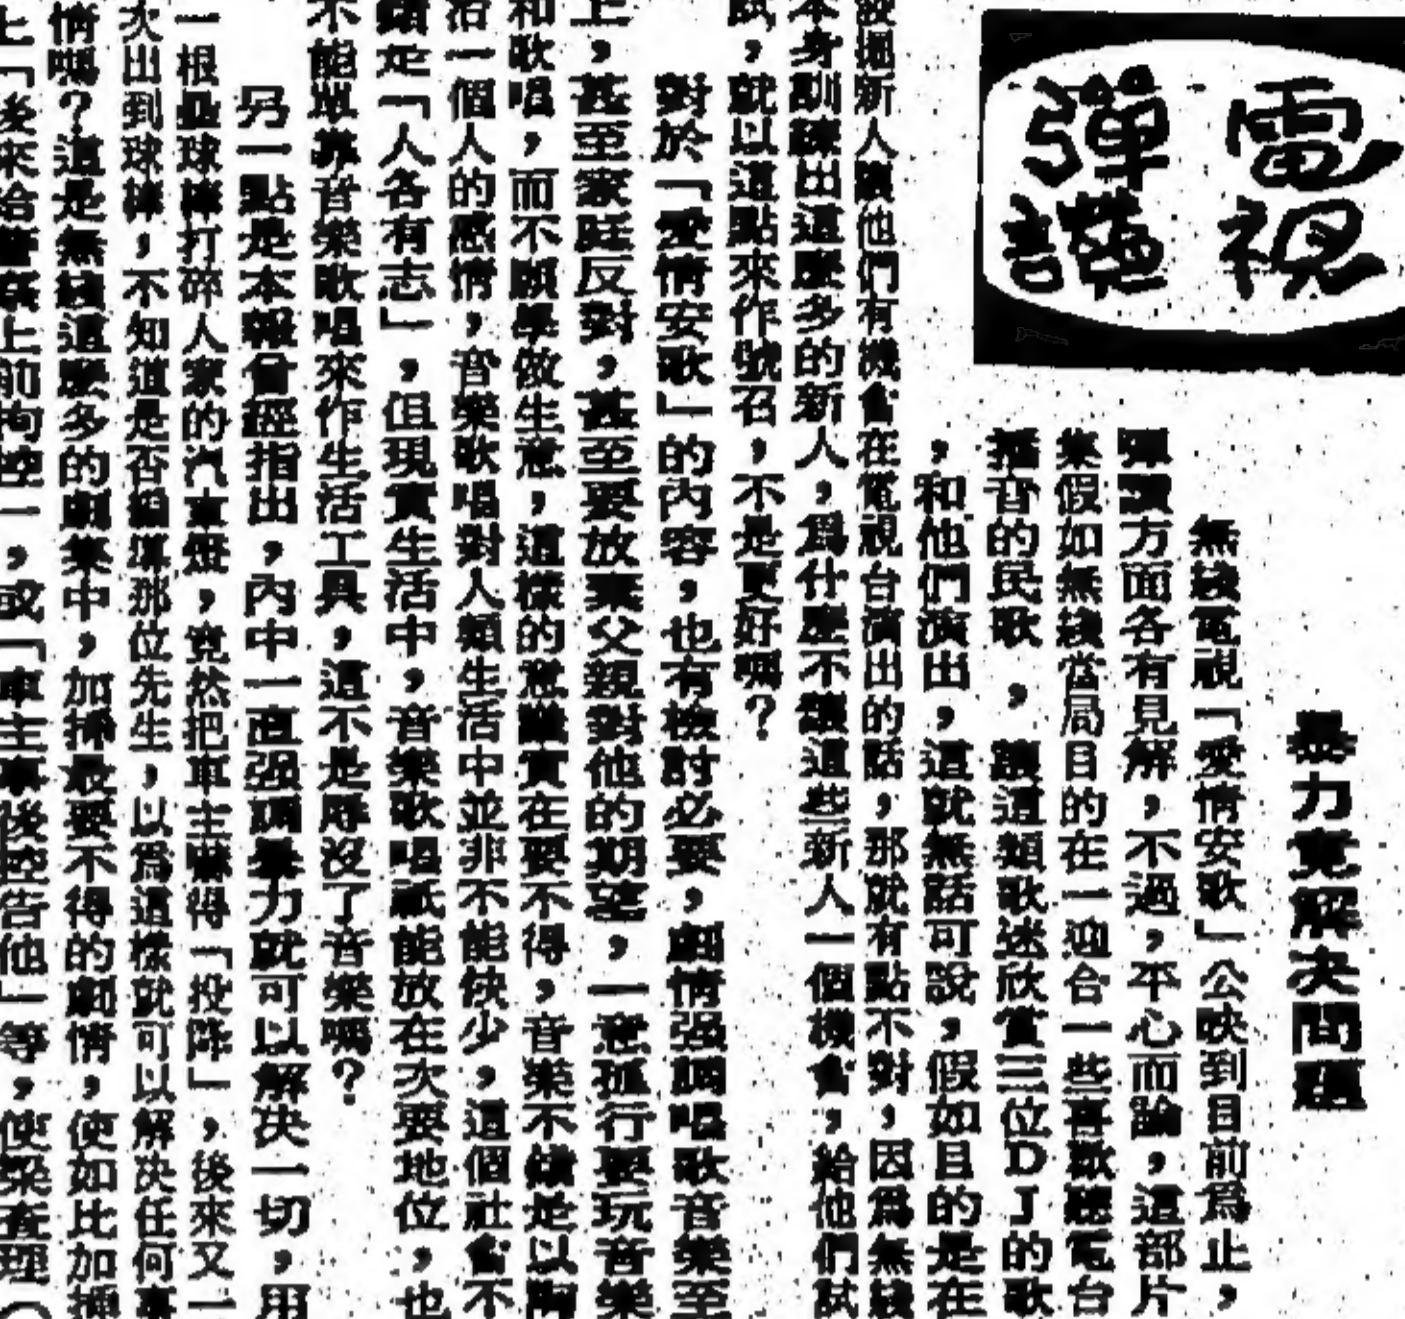 電視
彈讚
暴力竟解決問題
無綫電視「愛情安歌」公映到目前爲止，
彈讚方面各有見解，不過，平心而論，這部片
集假如無綫當局目的在一迎合一些喜歡聽電台
播音的民歌，讓這類歌迷欣賞三位DJ的歌
，和他們演出，這就無話可說，假如目的是在
發掘新人讓他們有機會在電視台演出的話，那就有點不對，因爲無綫
本身訓練出這麼多的新人，爲什麼不讓這些新人一個機會，給他們試
試，就以這點來作號召，不是更好嗎？
對於「愛情安歌」的內容，也有檢討必要，劇情强調唱歌音樂至
上，甚至家庭反對，甚至要放棄父親對他的期望，一意孤行要玩音樂
和歌唱，而不願學做生意，這樣的意識實在要不得，音樂不錯是以陶
冶一個人的感情，音樂歌唱對人類生活中並非不能快少，這個社會不
錯是「人各有志」，但現實生活中，音樂歌唱祇能放在次要地位，也
不能單靠音樂歌唱來作生活工具，這不是辱沒了音樂嗎？
另一點是本報曾經指出，內中一直强調暴力就可以解决一切，用
一根壘球棒打碎人家的汽車燈，竟然把車主嚇得「投降」，後來又一
次出到球棒，不知道是否編導那位先生，以爲這樣就可以解决任何事
情嗎？這是無綫這麼多的劇集中，加插最要不得的劇情，使如比加插
上「後來給警察上前拘控一，或「車主事後控告他」等，使梁查理（